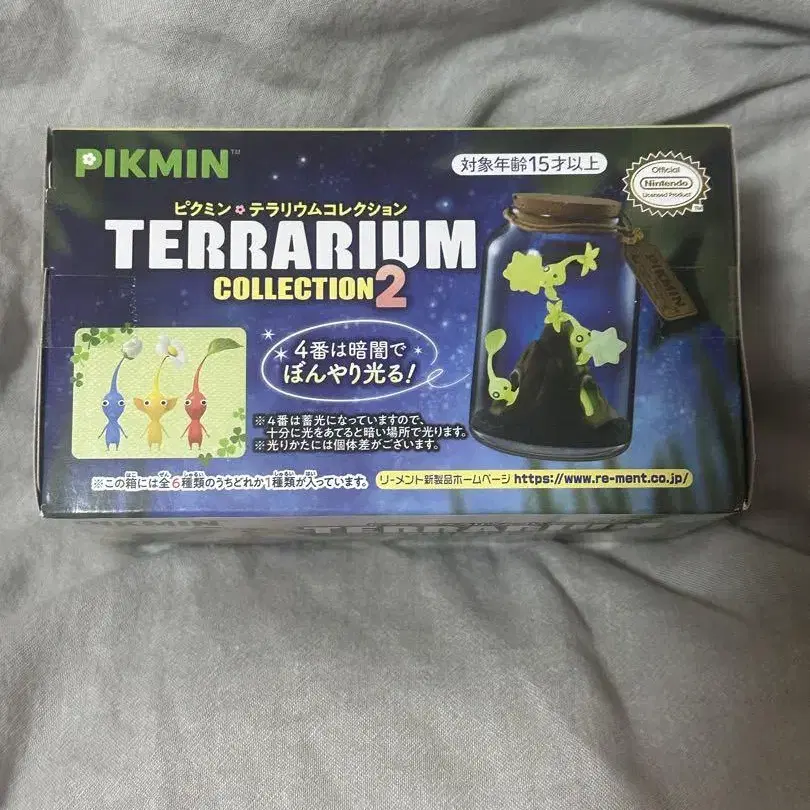 PIKMIN™
対象年齢15才以上
Official
Nintendo
Licensed Product
ピクミン テラリウムコレクション
TERRARIUM
COLLECTION2
PIKMIN
4番は暗闇で
ぼんやり光る!
※4番は蓄光になっていますので、
十分に光をあてると暗い場所で光ります。
※光りかたには個体差がございます。
※この箱には全6種類のうちどれか1種類が入っています。
リーメント新製品ホームページ https://www.re-ment.co.jp/
PIKMIN
TERRARIUM